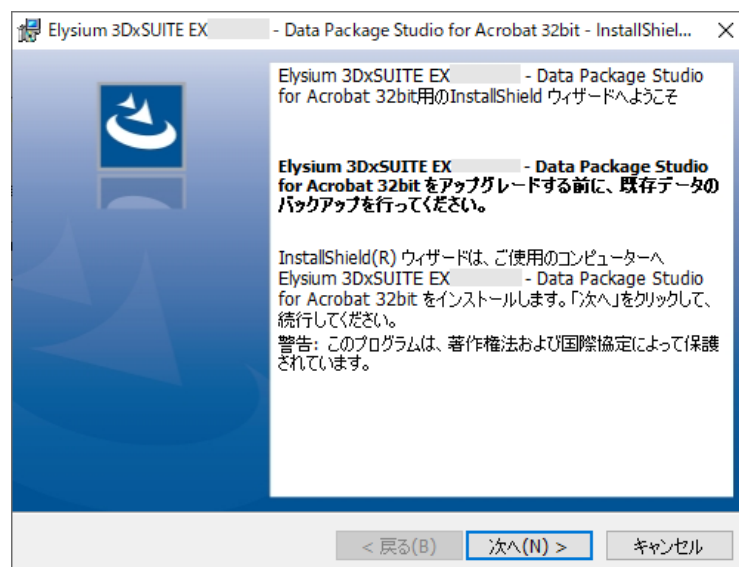 Elysium 3DxSUITE EX - Data Package Studio for Acrobat 32bit - InstallShiel...
Elysium 3DxSUITE EX - Data Package Studio
for Acrobat 32bit用のInstallShield ウィザードへようこそ
Elysium 3DxSUITE EX - Data Package Studio
for Acrobat 32bit をアップグレードする前に、既存データの
バックアップを行ってください。
InstallShield(R) ウィザードは、ご使用のコンピューターへ
Elysium 3DxSUITE EX - Data Package Studio
for Acrobat 32bit をインストールします。「次へ」をクリックして、
続行してください。
警告: このプログラムは、著作権法および国際協定によって保護
されています。
< 戻る(B) 次へ(N) > キャンセル